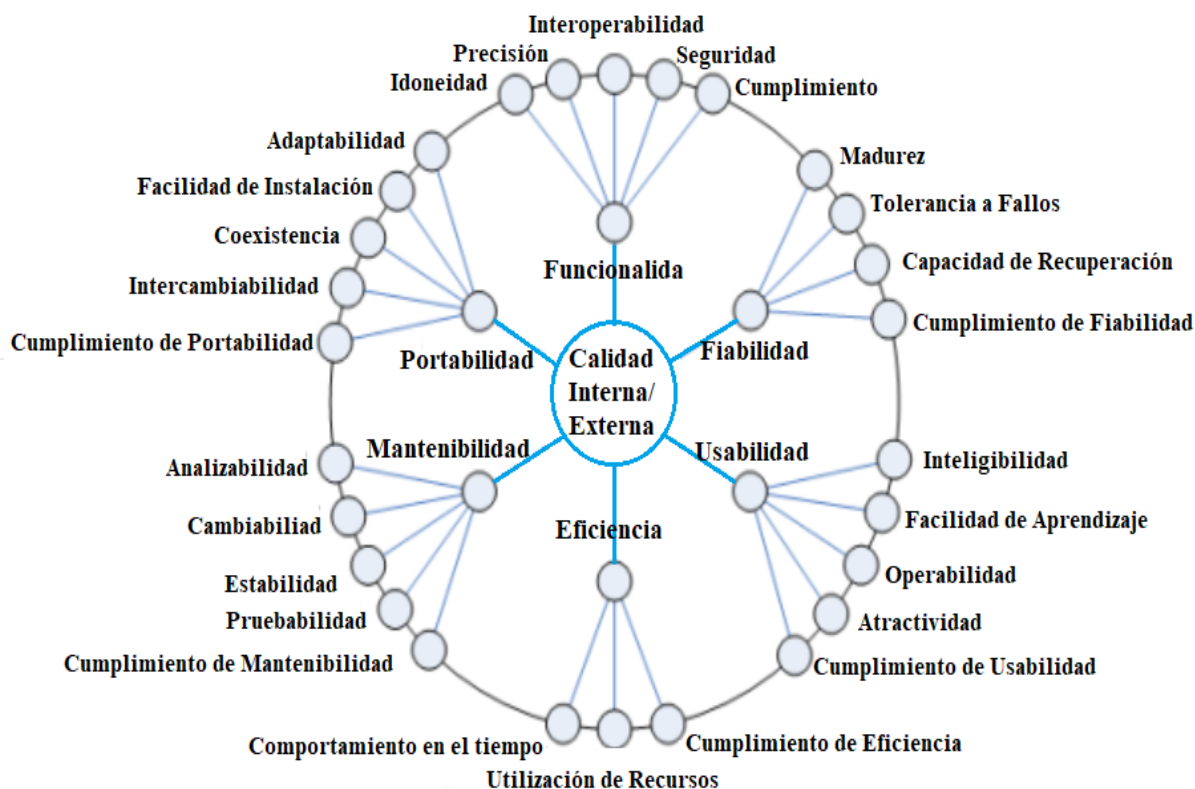 Interoperabilidad
Precisión
Seguridad
Idoneidad
Cumplimiento
Adaptabilidad
Madurez
Facilidad de Instalación
Tolerancia a Fallos
Coexistencia
Capacidad de Recuperación
Funcionalida
Intercambiabilidad
Cumplimiento de Fiabilidad
Cumplimiento de Portabilidad
Portabilidad
Calidad
Interna/
Externa
Fiabilidad
Mantenibilidad
Usabilidad
Analizabilidad
Inteligibilidad
Cambiabiliad
Eficiencia
Facilidad de Aprendizaje
Estabilidad
Operabilidad
Pruebabilidad
Atractividad
Cumplimiento de Mantenibilidad
Cumplimiento de Usabilidad
Comportamiento en el tiempo
Cumplimiento de Eficiencia
Utilización de Recursos